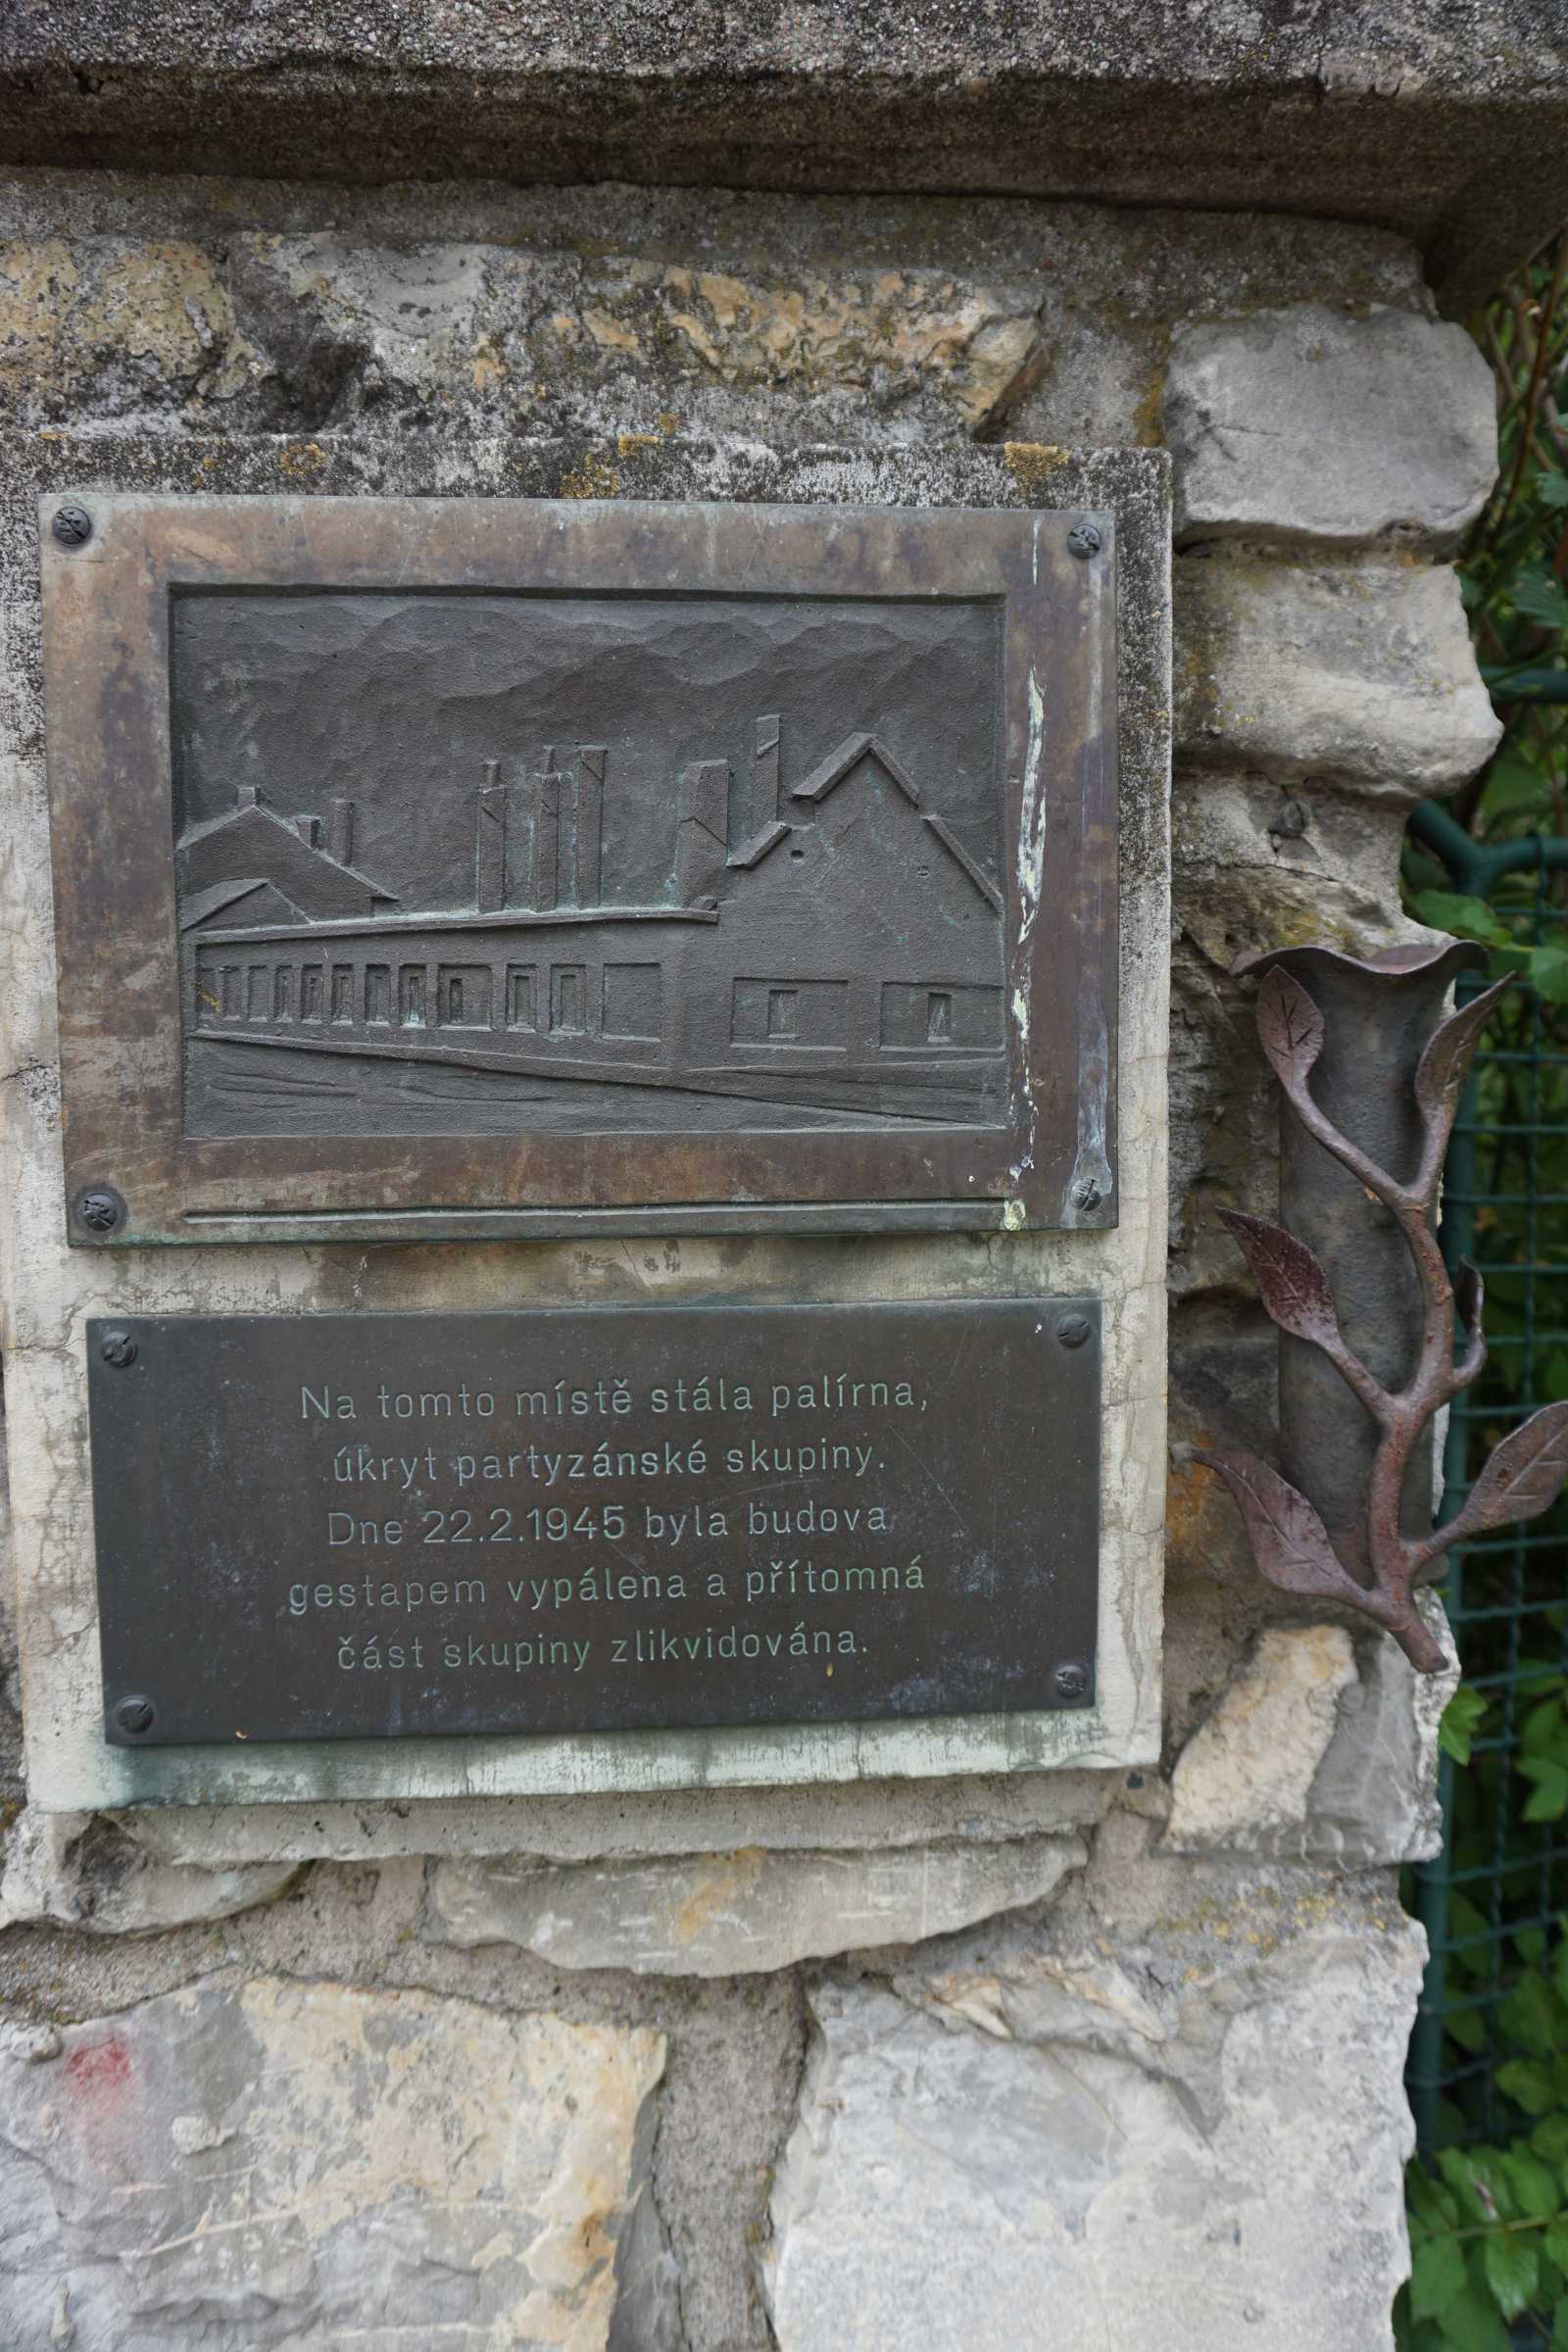 Na tomto místě stála palírna,
úkryt partyzánské skupiny.
Dne 22.2.1945 byla budova
gestapem vypálena a přítomná
část skupiny zlikvidována.